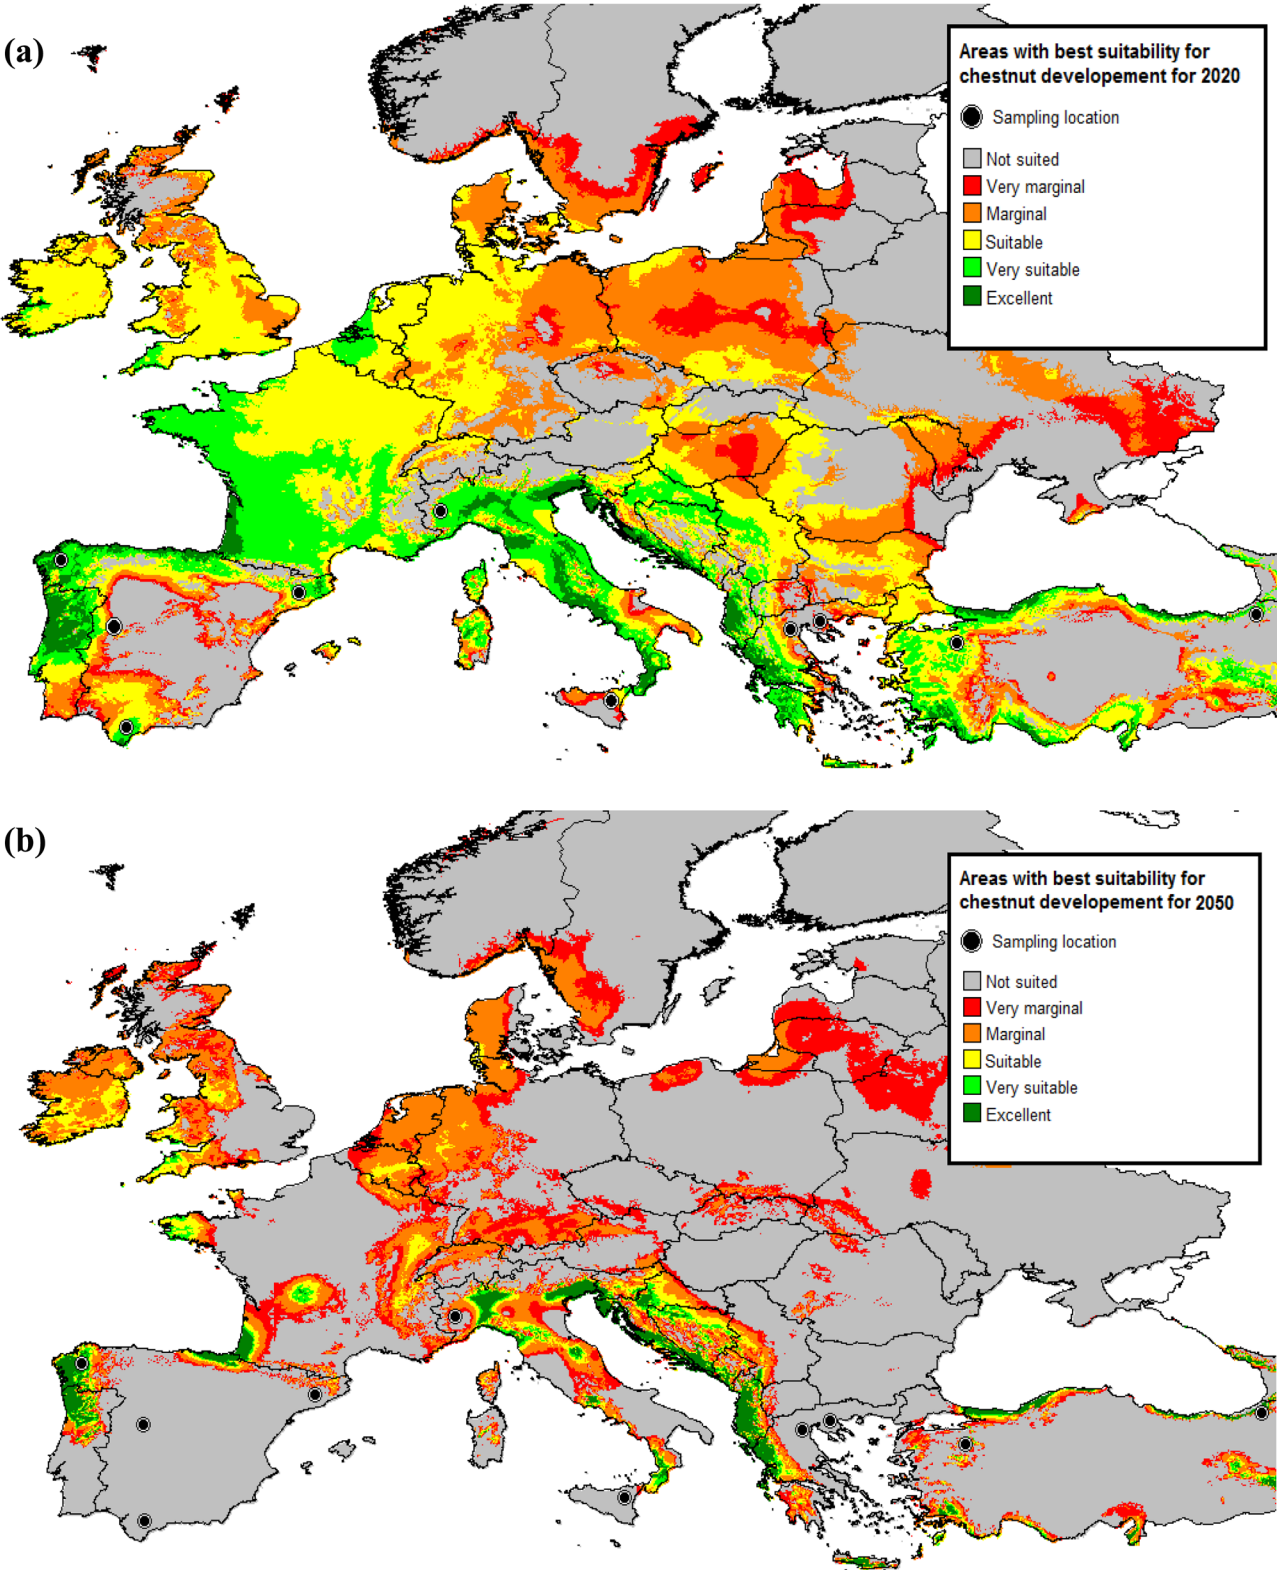 (a)
Areas with best suitability for
chestnut developement for 2020
Sampling location
Not suited
Very marginal
Marginal
Suitable
Very suitable
Excellent
(b)
Areas with best suitability for
chestnut developement for 2050
Sampling location
Not suited
Very marginal
Marginal
Suitable
Very suitable
Excellent